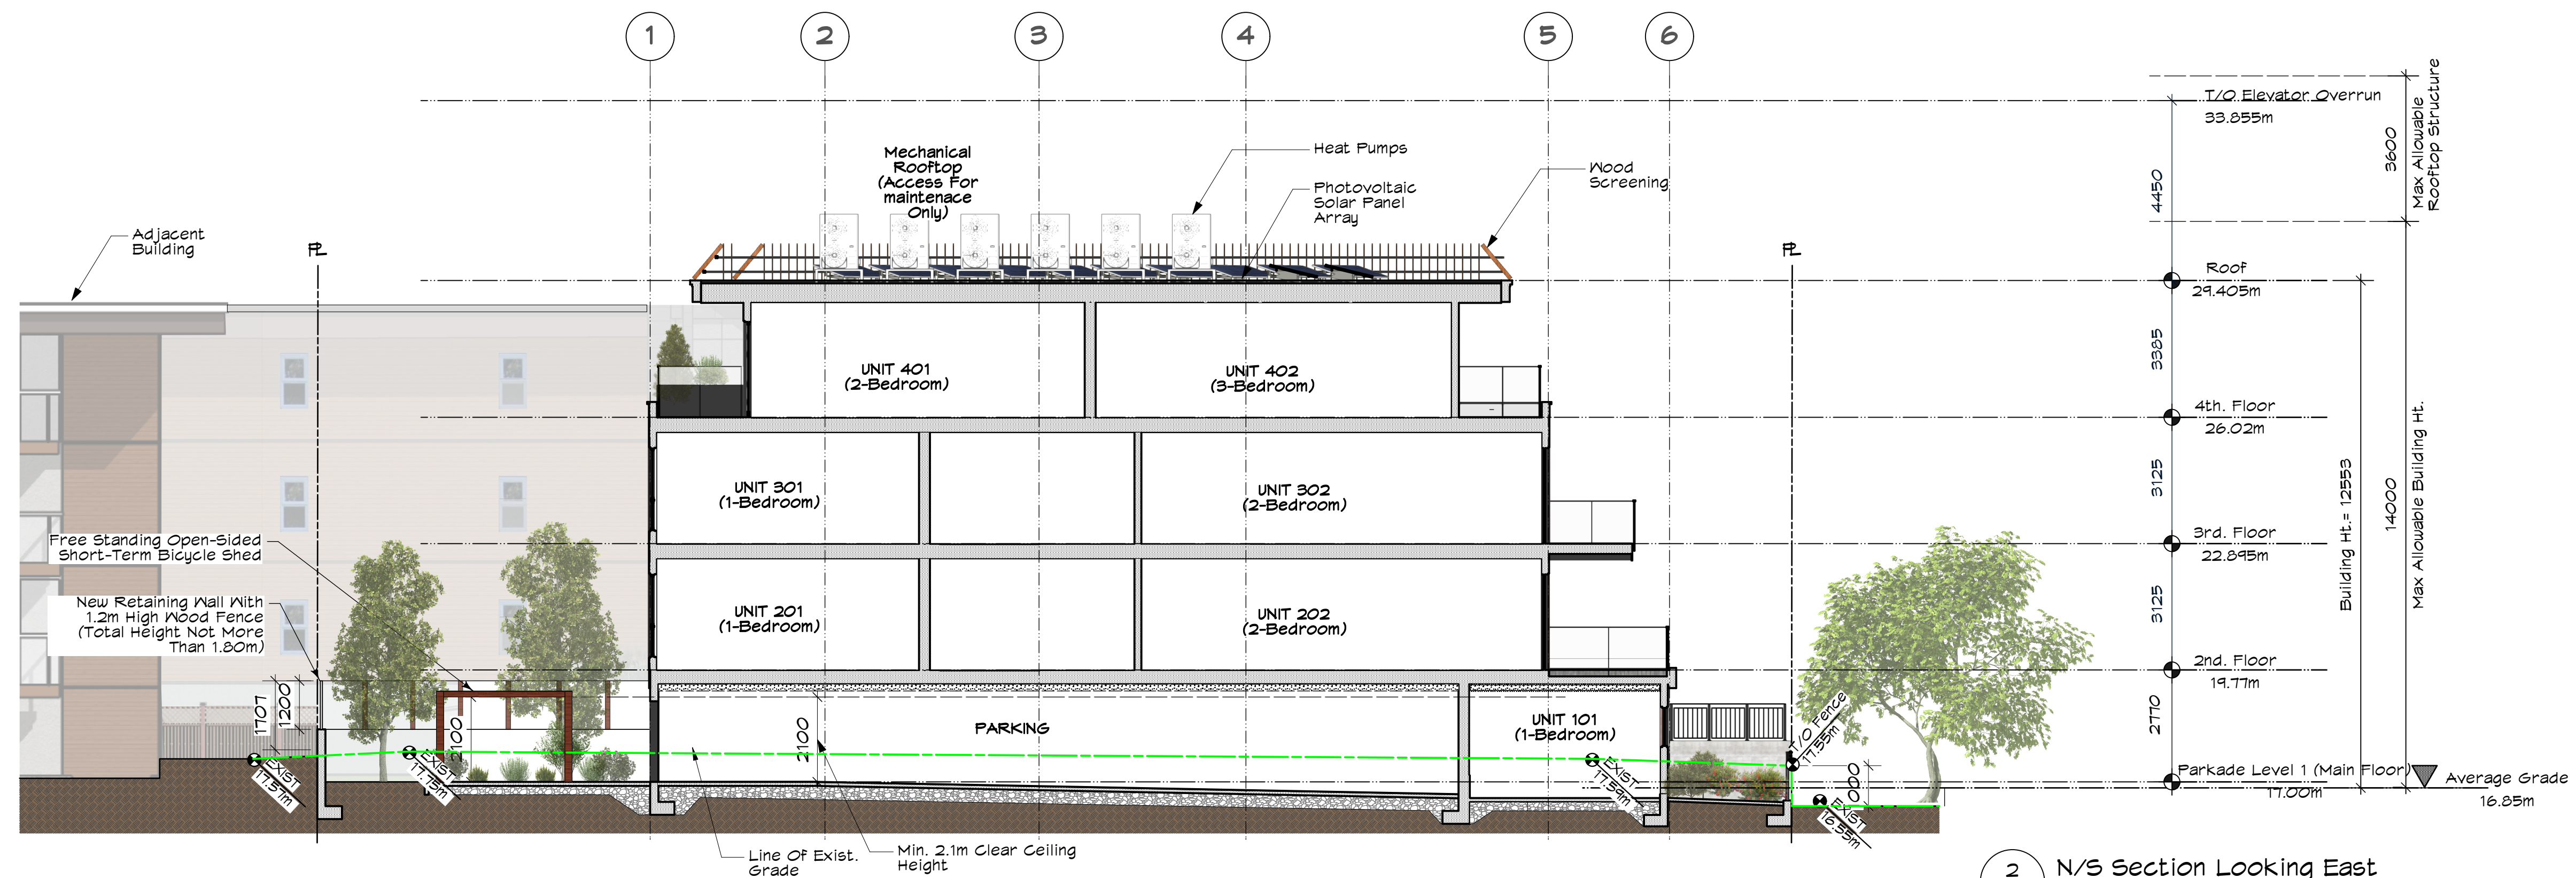 1
2
3
4
5
6
T/O Elevator Overrun
33.855m
3600
Max Allowable
Rooftop Structure
4450
Mechanical
Rooftop
(Access For
maintenace
Only)
Heat Pumps
Photovoltaic
Solar Panel
Array
Wood
Screening
Adjacent
Building
PL
PL
Roof
29.405m
3385
UNIT 401
(2-Bedroom)
UNIT 402
(3-Bedroom)
4th. Floor
26.02m
3125
UNIT 301
(1-Bedroom)
UNIT 302
(2-Bedroom)
Building Ht.= 12553
14000
Max Allowable Building Ht.
Free Standing Open-Sided
Short-Term Bicycle Shed
3rd. Floor
22.895m
3125
New Retaining Wall With
1.2m High Wood Fence
(Total Height Not More
Than 1.80m)
UNIT 201
(1-Bedroom)
UNIT 202
(2-Bedroom)
2nd. Floor
19.77m
2770
1707
1200
2100
2100
PARKING
UNIT 101
(1-Bedroom)
T/O Fence
17.55m
1000
EXIST
17.57m
EXIST
17.75m
EXIST
17.59m
EXIST
16.55m
Parkade Level 1 (Main Floor)
17.00m
Average Grade
16.85m
Line Of Exist.
Grade
Min. 2.1m Clear Ceiling
Height
2
N/S Section Looking East